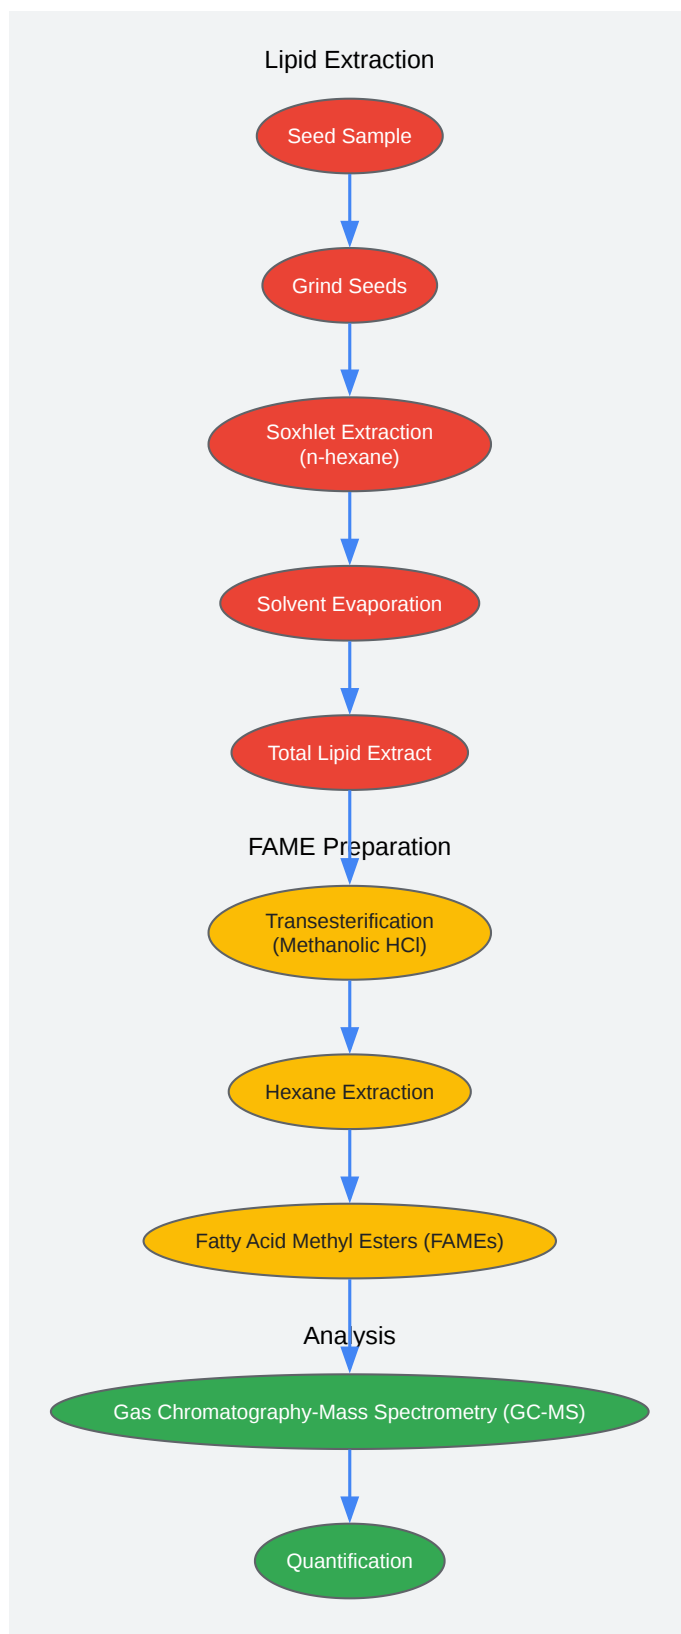 Lipid Extraction
Seed Sample
Grind Seeds
Soxhlet Extraction
(n-hexane)
Solvent Evaporation
Total Lipid Extract
FAME Preparation
Transesterification
(Methanolic HCl)
Hexane Extraction
Fatty Acid Methyl Esters (FAMEs)
Analysis
Gas Chromatography-Mass Spectrometry (GC-MS)
Quantification